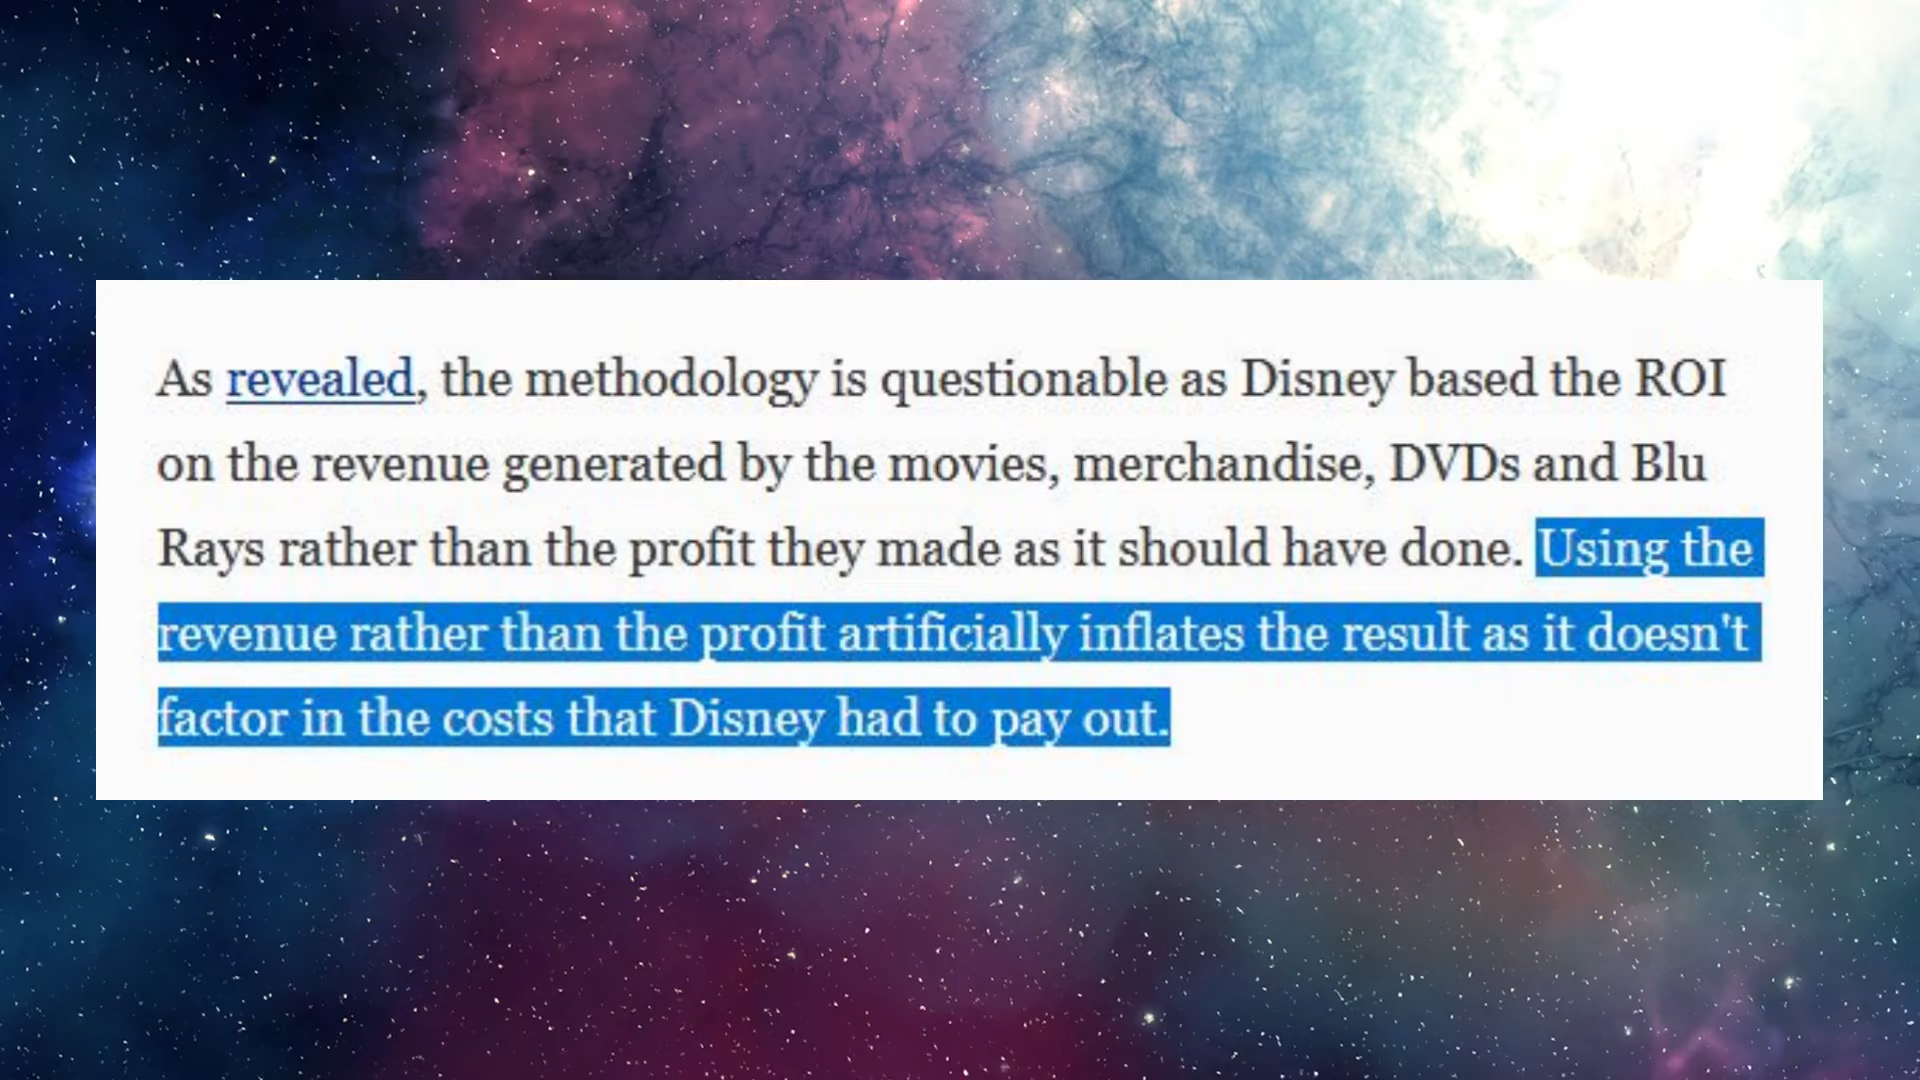 As revealed, the methodology is questionable as Disney based the ROI
on the revenue generated by the movies, merchandise, DVDs and Blu
Rays rather than the profit they made as it should have done. Using the
revenue rather than the profit artificially inflates the result as it doesn't
factor in the costs that Disney had to pay out.